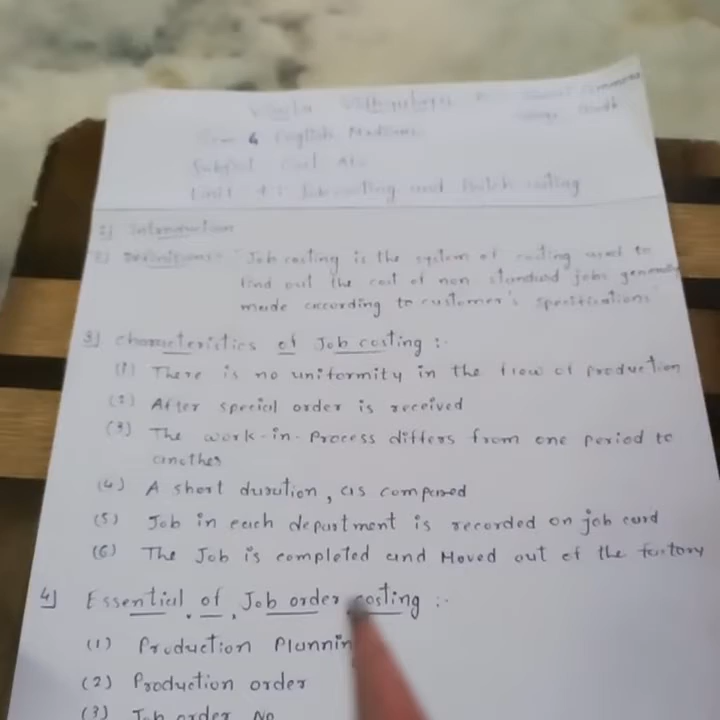 4 English Medium
Subject
Unit 4: Job costing and Batch costing
1] Introduction
2] Definition:- "Job costing is the system of costing used to
find out the cost of non standard jobs generally
made according to customer's specifications"
3] Characteristics of Job costing :-
(1) There is no uniformity in the flow of production
(2) After special order is received
(3) The work-in-Process differs from one period to
another
(4) A short duration, as compared
(5) Job in each department is recorded on job card
(6) The Job is completed and Moved out of the factory
4] Essential of Job order costing :-
(1) Production Plannin
(2) Production order
(3) Job order No